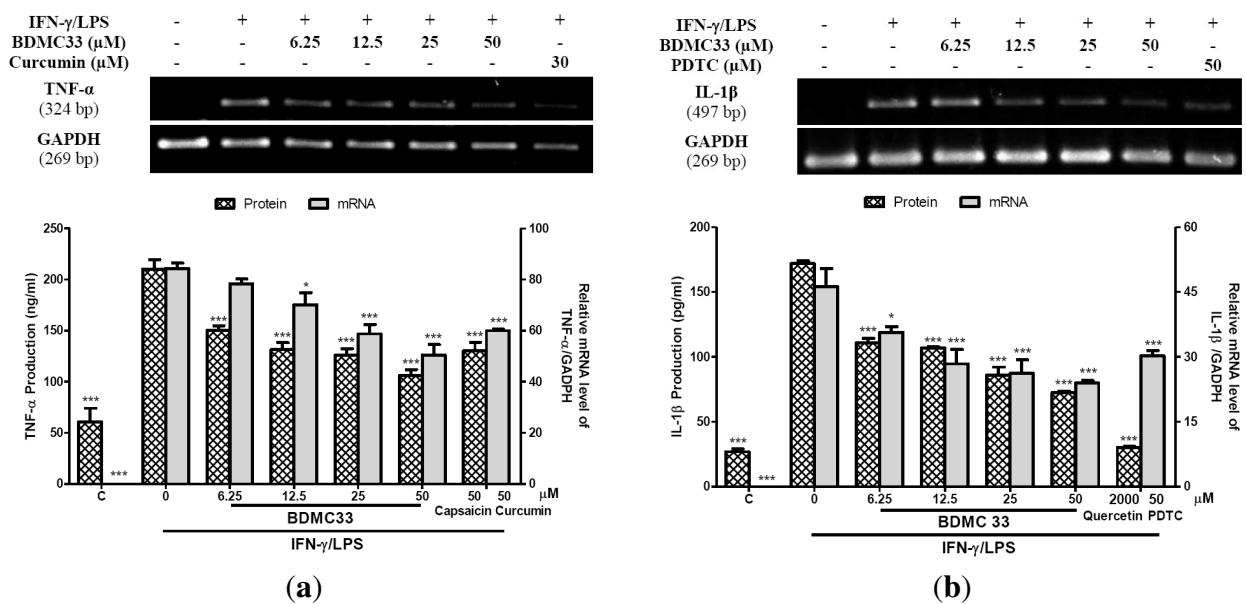 IFN-γ/LPS - + + + + + +
BDMC33 (μM) - - 6.25 12.5 25 50 -
Curcumin (μM) - - - - - - 30
TNF-α
(324 bp)
GAPDH
(269 bp)
Protein mRNA
TNF-α Production (ng/ml)
250
200
150
100
50
0
100
80
60
40
20
0
Relative mRNA level of
TNF-α/GADPH
***
***
***
***
*
***
***
***
***
***
***
C 0 6.25 12.5 25 50 50 50 μM
BDMC33
Capsaicin Curcumin
IFN-γ/LPS
(a)
IFN-γ/LPS - + + + + + +
BDMC33 (μM) - - 6.25 12.5 25 50 -
PDTC (μM) - - - - - - 50
IL-1β
(497 bp)
GAPDH
(269 bp)
Protein mRNA
IL-1β Production (pg/ml)
200
150
100
50
0
60
45
30
15
0
Relative mRNA level of
IL-1β /GADPH
***
***
***
*
***
***
***
***
***
***
***
***
C 0 6.25 12.5 25 50 2000 50 μM
BDMC 33
Quercetin PDTC
IFN-γ/LPS
(b)